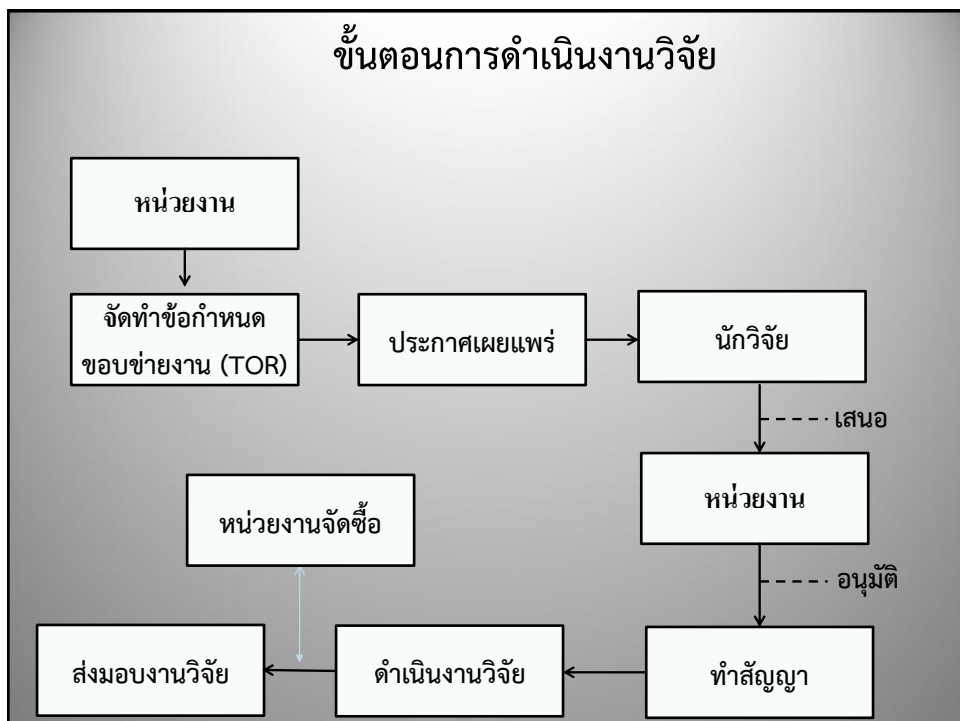 ขั้นตอนการดำเนินงานวิจัย
หน่วยงาน
จัดทำข้อกำหนด
ขอบข่ายงาน (TOR)
ประกาศเผยแพร่
นักวิจัย
เสนอ
หน่วยงาน
หน่วยงานจัดซื้อ
อนุมัติ
ส่งมอบงานวิจัย
ดำเนินงานวิจัย
ทำสัญญา